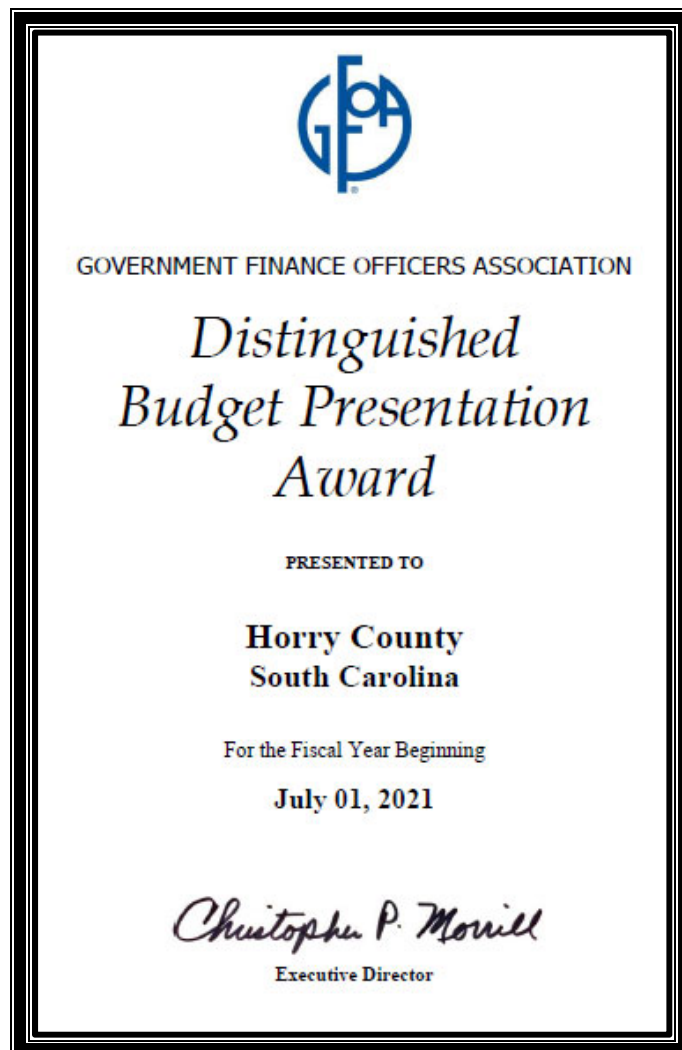 GFOA
®
GOVERNMENT FINANCE OFFICERS ASSOCIATION
Distinguished
Budget Presentation
Award
PRESENTED TO
Horry County
South Carolina
For the Fiscal Year Beginning
July 01, 2021
Christopher P. Morrill
Executive Director